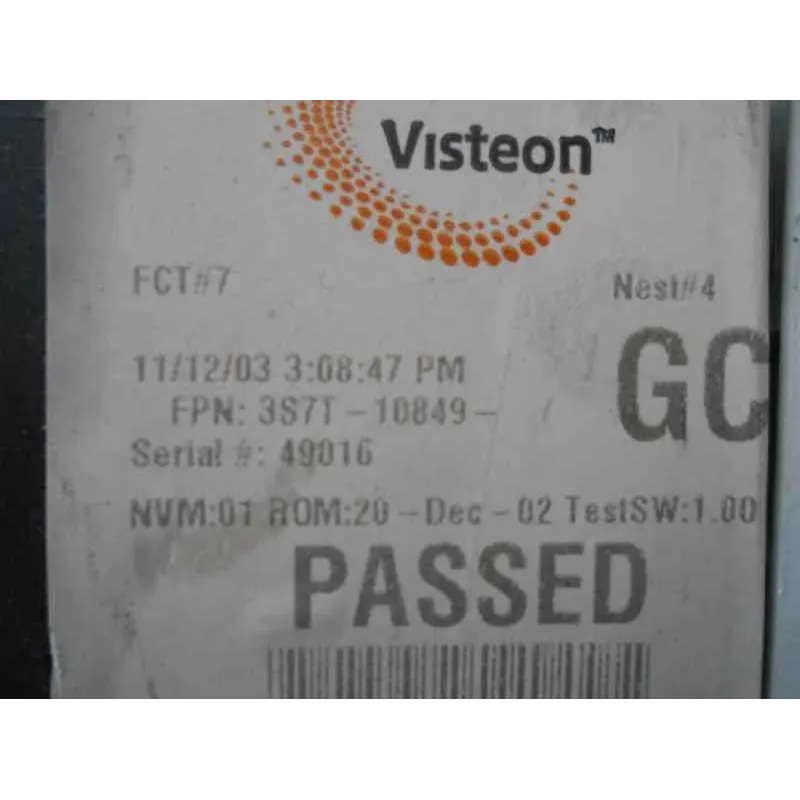 Visteon™
FCT#7 Nest#4
11/12/03 3:08:47 PM
GC
FPN: 3S7T-10849-
Serial #: 49016
NVM:01 ROM:20-Dec-02 TestSW:1.00
PASSED